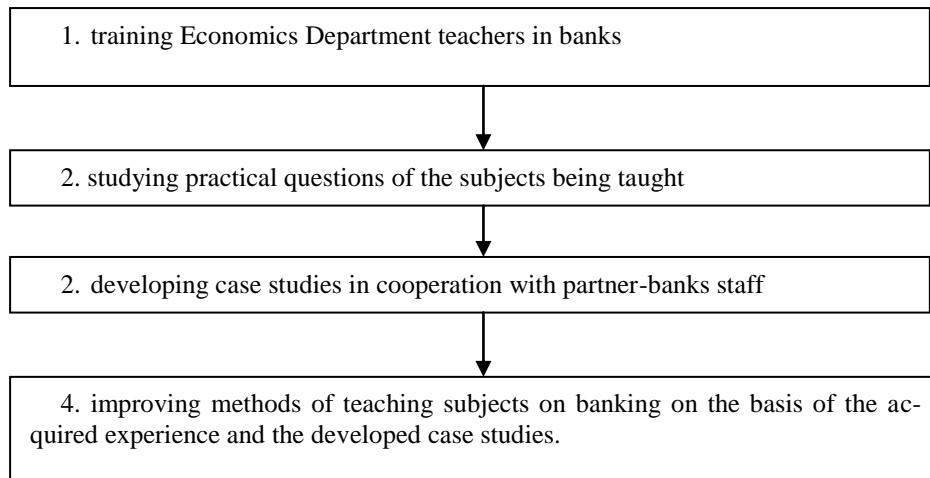 1. training Economics Department teachers in banks
2. studying practical questions of the subjects being taught
2. developing case studies in cooperation with partner-banks staff
4. improving methods of teaching subjects on banking on the basis of the ac-
quired experience and the developed case studies.